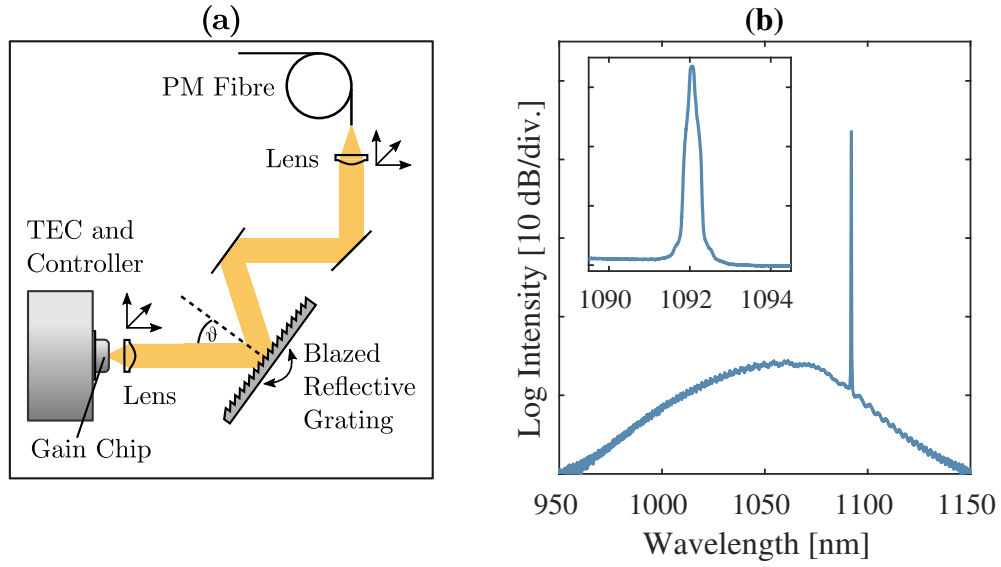 (a)
PM Fibre
Lens
TEC and
Controller
ϑ
Blazed
Reflective
Grating
Lens
Gain Chip
(b)
Log Intensity [10 dB/div.]
1090 1092 1094
950 1000 1050 1100 1150
Wavelength [nm]